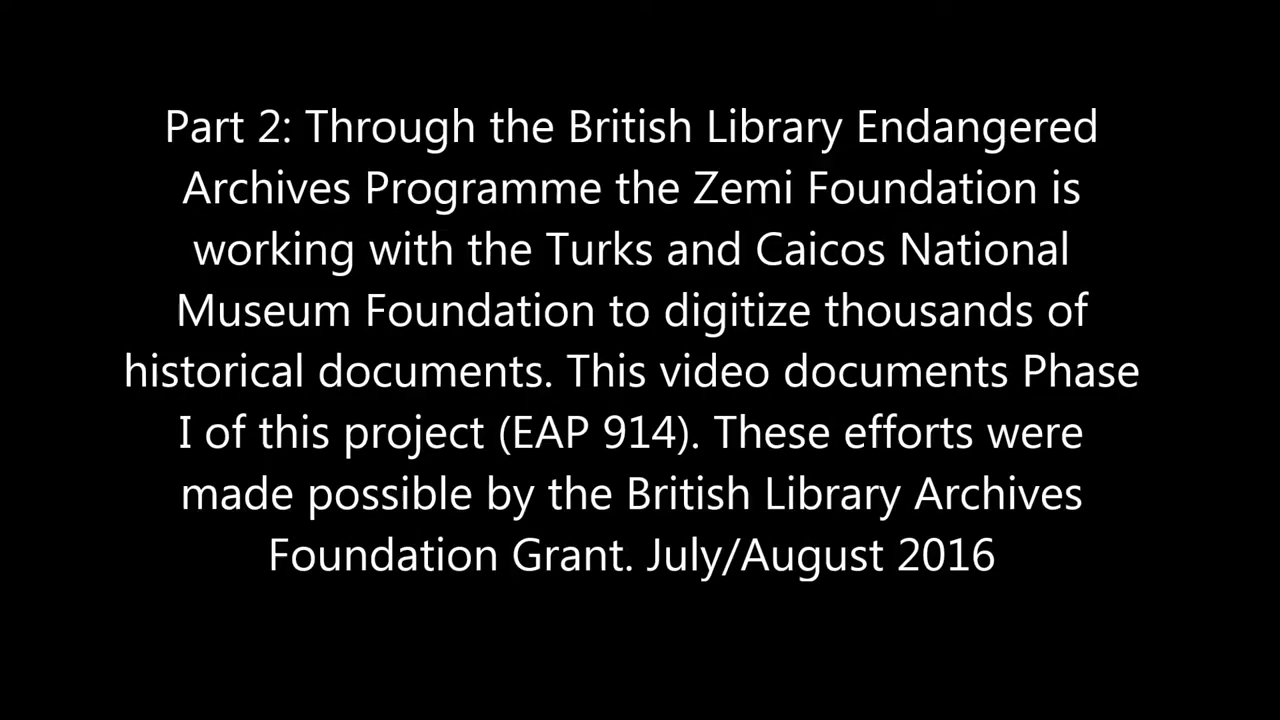 Part 2: Through the British Library Endangered
Archives Programme the Zemi Foundation is
working with the Turks and Caicos National
Museum Foundation to digitize thousands of
historical documents. This video documents Phase
I of this project (EAP 914). These efforts were
made possible by the British Library Archives
Foundation Grant. July/August 2016